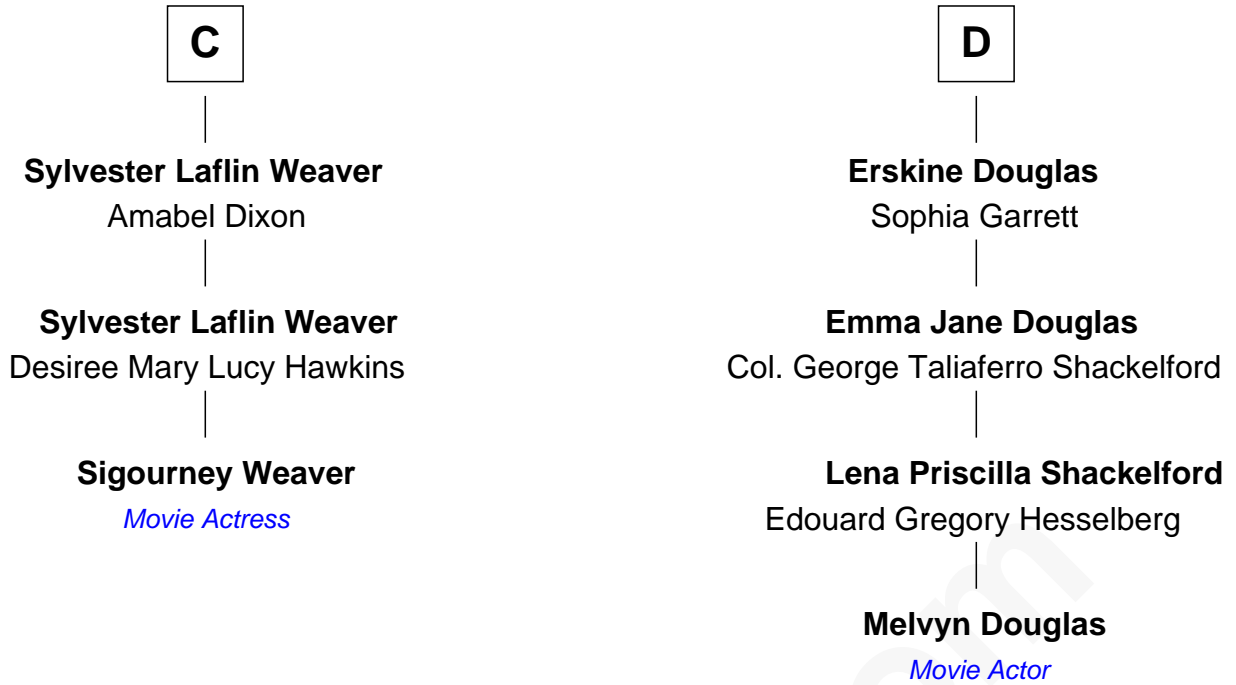 C
Sylvester Laflin Weaver
Amabel Dixon
Sylvester Laflin Weaver
Desiree Mary Lucy Hawkins
Sigourney Weaver
Movie Actress
D
Erskine Douglas
Sophia Garrett
Emma Jane Douglas
Col. George Taliaferro Shackelford
Lena Priscilla Shackelford
Edouard Gregory Hesselberg
Melvyn Douglas
Movie Actor